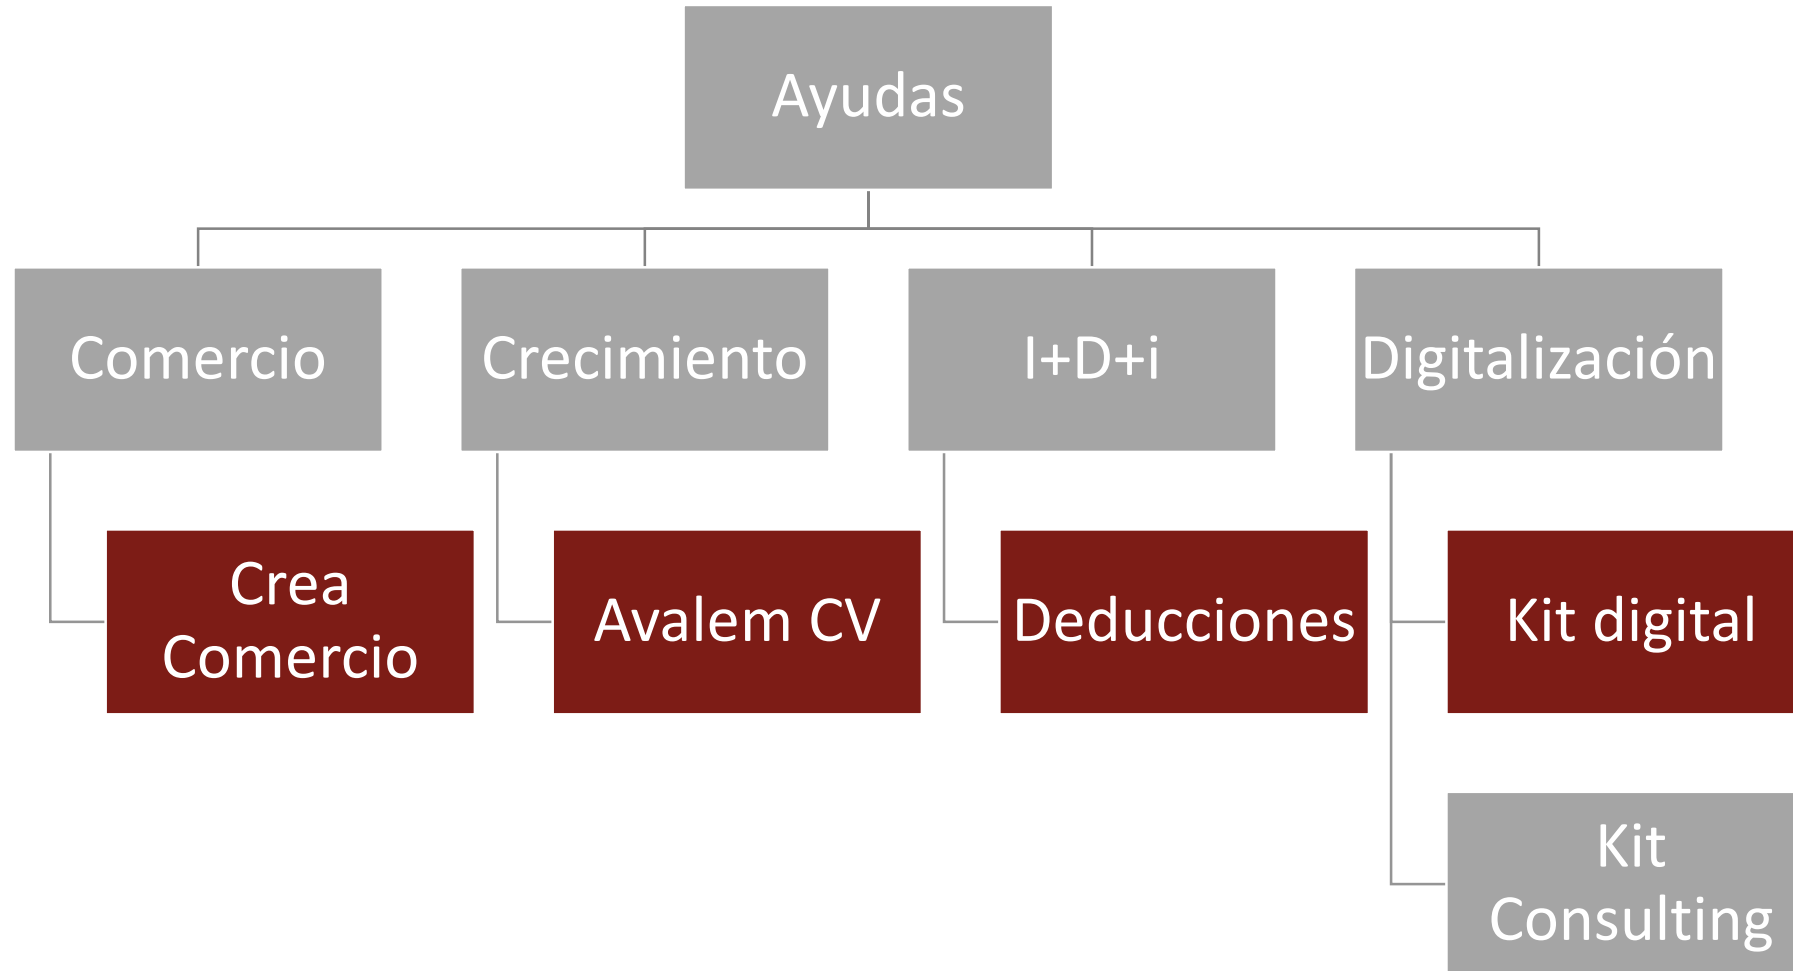 Ayudas
Comercio
Crecimiento
I+D+i
Digitalización
Crea
Comercio
Avalem CV
Deducciones
Kit digital
Kit
Consulting